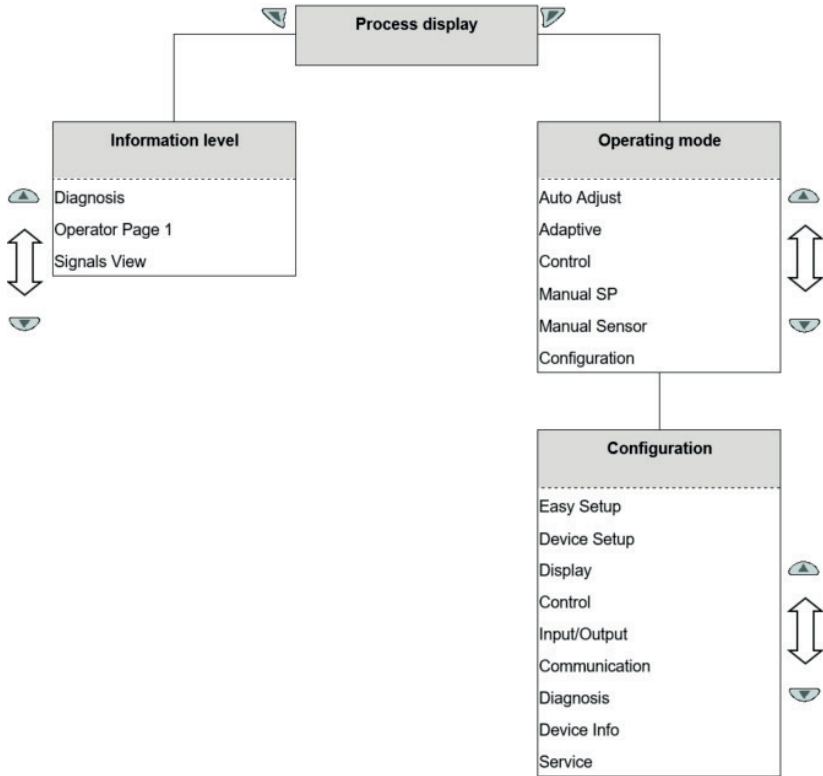 Process display
Information level
Diagnosis
Operator Page 1
Signals View
Operating mode
Auto Adjust
Adaptive
Control
Manual SP
Manual Sensor
Configuration
Configuration
Easy Setup
Device Setup
Display
Control
Input/Output
Communication
Diagnosis
Device Info
Service